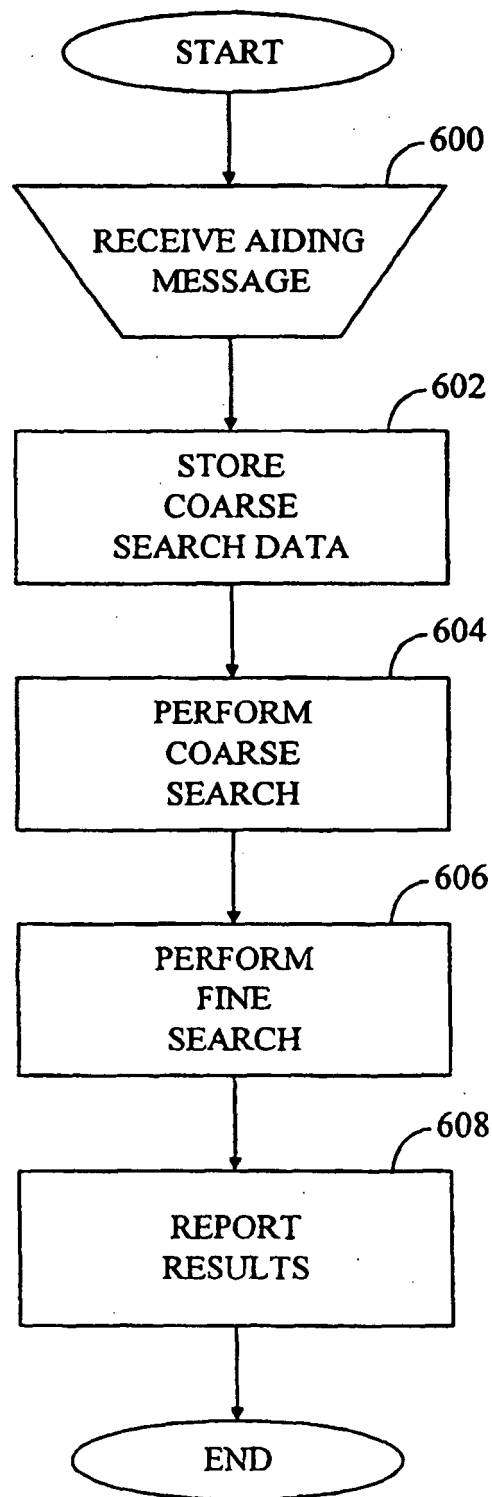 START
600
RECEIVE AIDING
MESSAGE
602
STORE
COARSE
SEARCH DATA
604
PERFORM
COARSE
SEARCH
606
PERFORM
FINE
SEARCH
608
REPORT
RESULTS
END